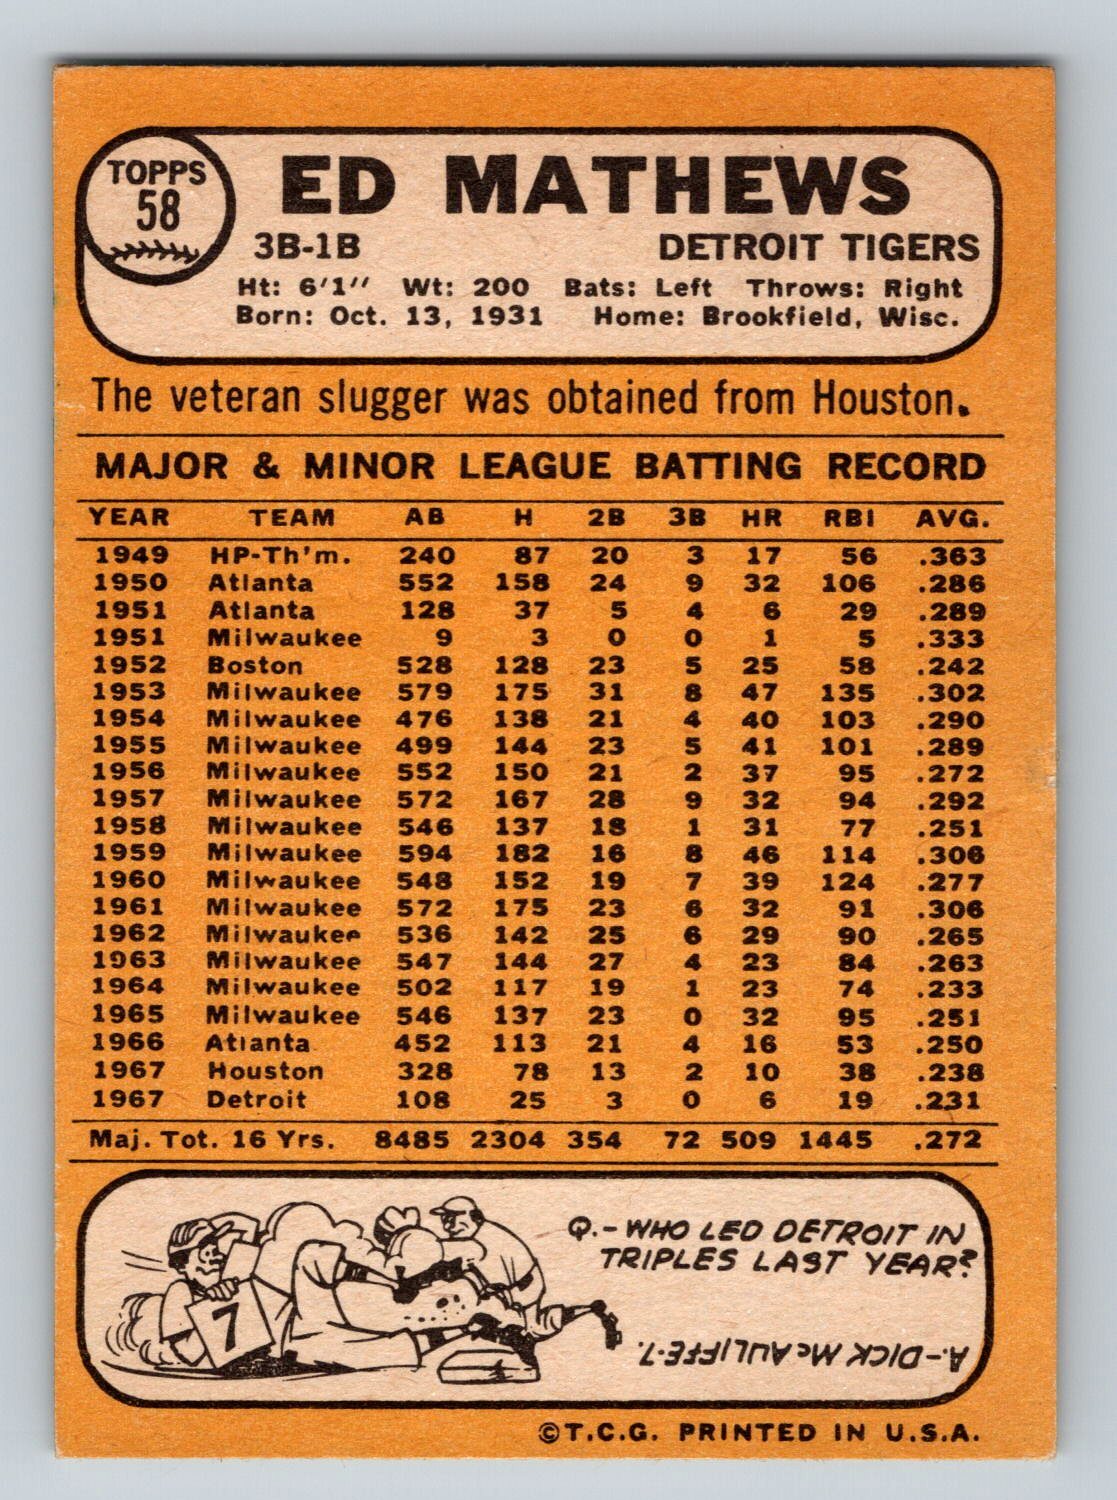 TOPPS
58
ED MATHEWS
3B-1B DETROIT TIGERS
Ht: 6'1" Wt: 200 Bats: Left Throws: Right
Born: Oct. 13, 1931 Home: Brookfield, Wisc.
The veteran slugger was obtained from Houston.
MAJOR & MINOR LEAGUE BATTING RECORD
YEAR TEAM AB H 2B 3B HR RBI AVG.
1949 HP-Th'm. 240 87 20 3 17 56 .363
1950 Atlanta 552 158 24 9 32 106 .286
1951 Atlanta 128 37 5 4 6 29 .289
1951 Milwaukee 9 3 0 0 1 5 .333
1952 Boston 528 128 23 5 25 58 .242
1953 Milwaukee 579 175 31 8 47 135 .302
1954 Milwaukee 476 138 21 4 40 103 .290
1955 Milwaukee 499 144 23 5 41 101 .289
1956 Milwaukee 552 150 21 2 37 95 .272
1957 Milwaukee 572 167 28 9 32 94 .292
1958 Milwaukee 546 137 18 1 31 77 .251
1959 Milwaukee 594 182 16 8 46 114 .306
1960 Milwaukee 548 152 19 7 39 124 .277
1961 Milwaukee 572 175 23 6 32 91 .306
1962 Milwaukee 536 142 25 6 29 90 .265
1963 Milwaukee 547 144 27 4 23 84 .263
1964 Milwaukee 502 117 19 1 23 74 .233
1965 Milwaukee 546 137 23 0 32 95 .251
1966 Atlanta 452 113 21 4 16 53 .250
1967 Houston 328 78 13 2 10 38 .238
1967 Detroit 108 25 3 0 6 19 .231
Maj. Tot. 16 Yrs. 8485 2304 354 72 509 1445 .272
Q.-WHO LED DETROIT IN
TRIPLES LAST YEAR?
7
A.-DICK McAULIFFE-7.
©T.C.G. PRINTED IN U.S.A.